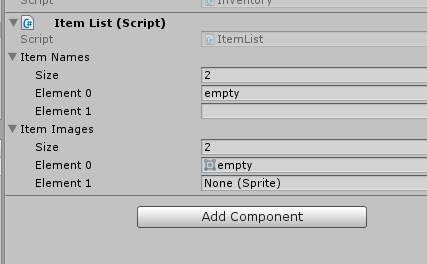 Script Inventory
Item List (Script)
Script ItemList
Item Names
Size 2
Element 0 empty
Element 1
Item Images
Size 2
Element 0 empty
Element 1 None (Sprite)
Add Component